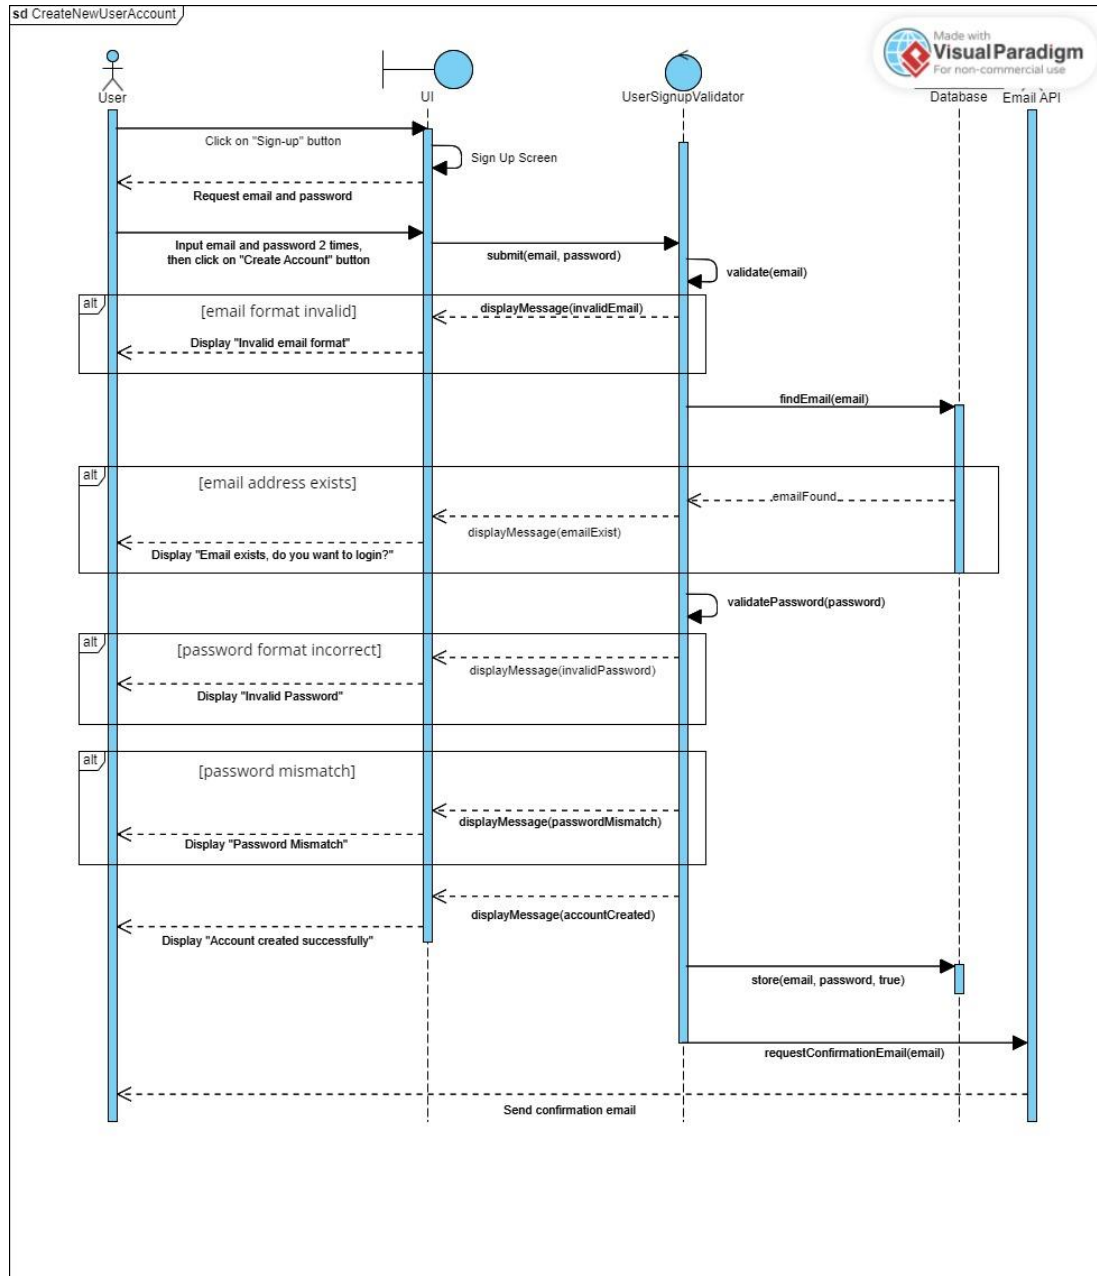 sd CreateNewUserAccount
Made with
Visual Paradigm
For non-commercial use
User
UI
UserSignupValidator
Database
Email API
Click on "Sign-up" button
Sign Up Screen
Request email and password
Input email and password 2 times,
then click on "Create Account" button
submit(email, password)
validate(email)
alt
[email format invalid]
displayMessage(invalidEmail)
Display "Invalid email format"
findEmail(email)
alt
[email address exists]
emailFound
displayMessage(emailExist)
Display "Email exists, do you want to login?"
validatePassword(password)
alt
[password format incorrect]
displayMessage(invalidPassword)
Display "Invalid Password"
alt
[password mismatch]
displayMessage(passwordMismatch)
Display "Password Mismatch"
displayMessage(accountCreated)
Display "Account created successfully"
store(email, password, true)
requestConfirmationEmail(email)
Send confirmation email